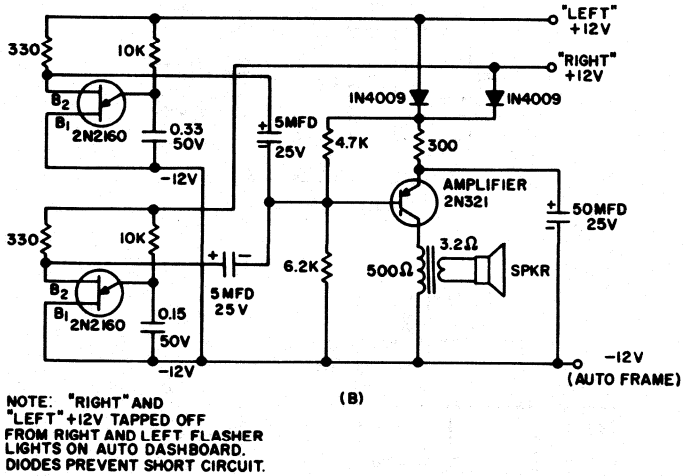 "LEFT"
+12V
330
10K
"RIGHT"
+12V
B2
B1
2N2160
0.33
50V
-12V
5MFD
25V
1N4009
1N4009
4.7K
300
AMPLIFIER
2N321
50MFD
25V
330
10K
5MFD
25V
6.2K
500Ω
3.2Ω
SPKR
B2
B1
2N2160
0.15
50V
-12V
-12V
(AUTO FRAME)
NOTE: "RIGHT" AND
"LEFT" +12V TAPPED OFF
FROM RIGHT AND LEFT FLASHER
LIGHTS ON AUTO DASHBOARD.
DIODES PREVENT SHORT CIRCUIT.
(B)
+
-
+
-
+
-